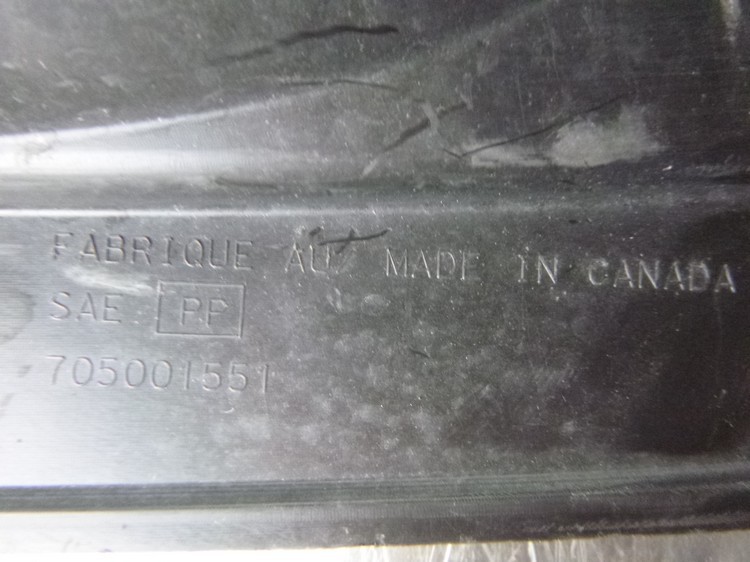 FABRIQUE AU MADE IN CANADA
SAE PP
705001551